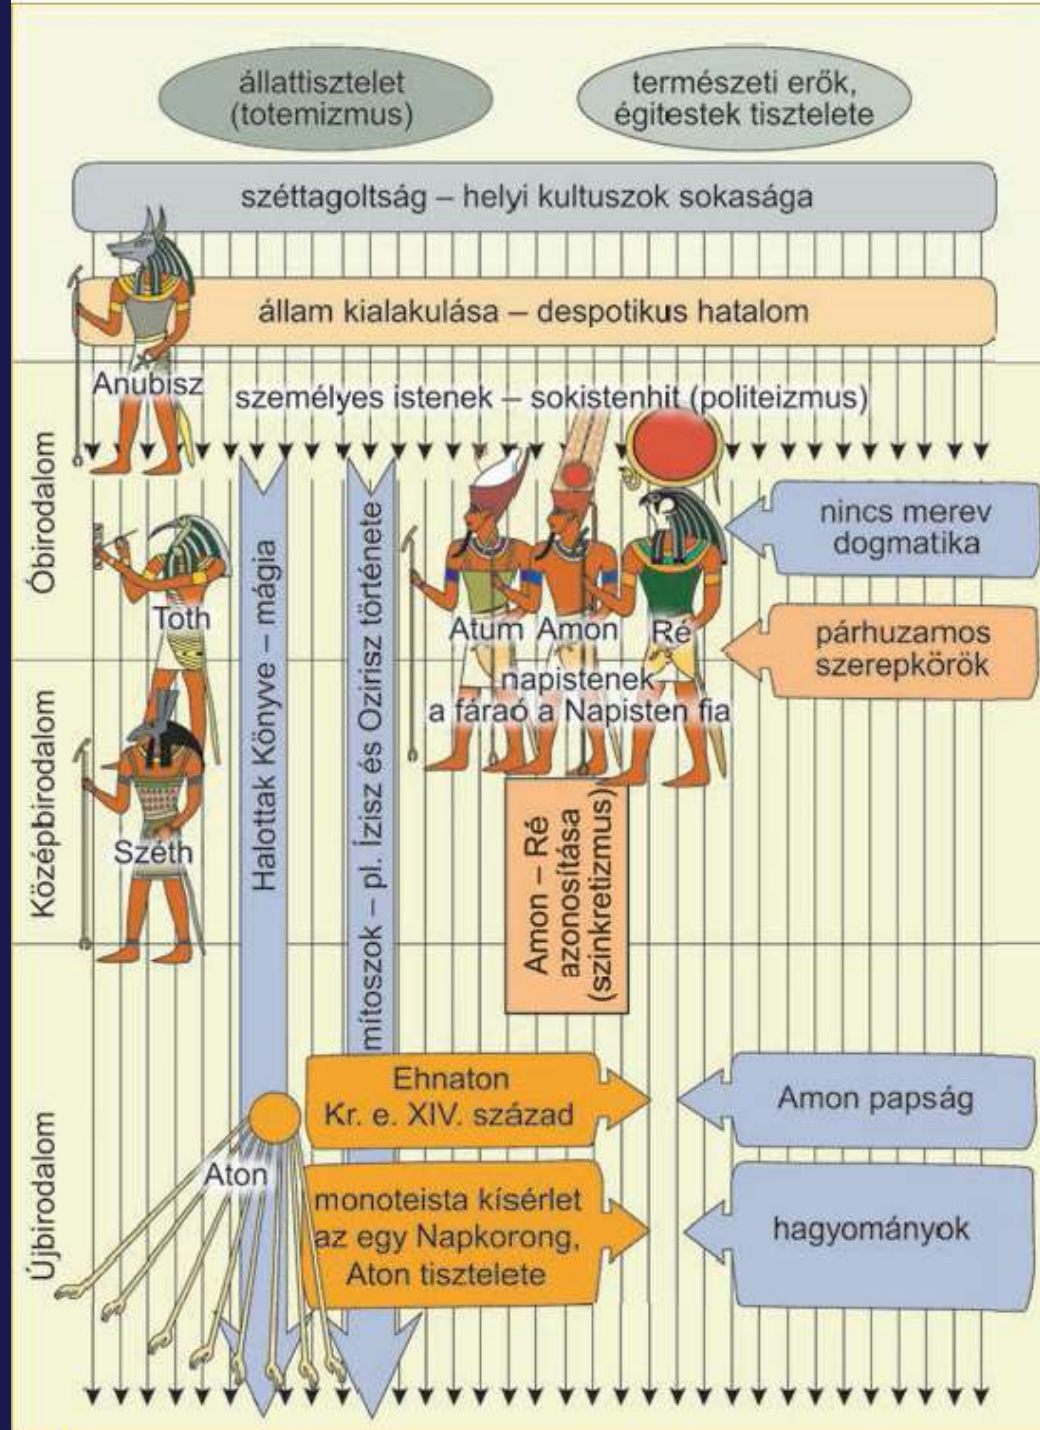 állattisztelet
(totemizmus)
természeti erők,
égitestek tisztelete
széttagoltság – helyi kultuszok sokasága
állam kialakulása – despotikus hatalom
Anubisz
személyes istenek – sokistenhit (politeizmus)
Óbirodalom
Toth
Halottak Könyve – mágia
mítoszok – pl. Ízisz és Ozirisz története
Atum
Amon
Ré
nincs merev
dogmatika
párhuzamos
szerepkörök
napistenek
a fáraó a Napisten fia
Középbirodalom
Széth
Amon – Ré
azonosítása
(szinkretizmus)
Újbirodalom
Ehnaton
Kr. e. XIV. század
Amon papság
Aton
monoteista kísérlet
az egy Napkorong,
Aton tisztelete
hagyományok